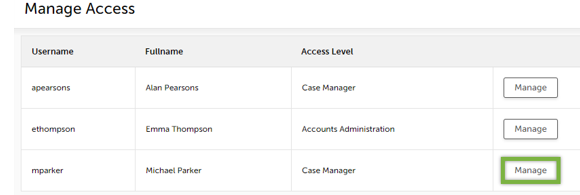 Manage Access
Username Fullname Access Level
apearsons Alan Pearsons Case Manager Manage
ethompson Emma Thompson Accounts Administration Manage
mparker Michael Parker Case Manager Manage